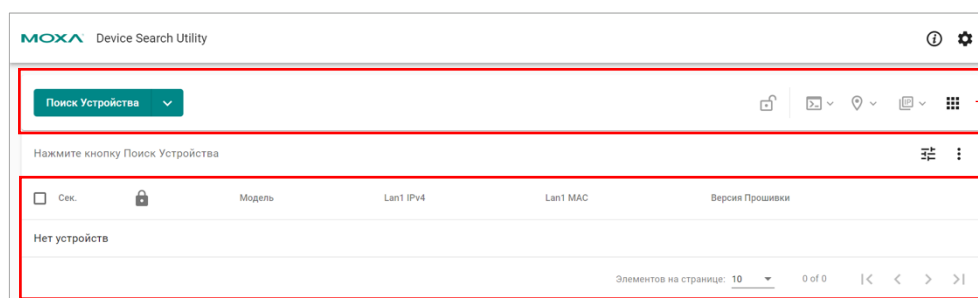 MOXA Device Search Utility
Поиск Устройства
IP
Нажмите кнопку Поиск Устройства
Сек. Модель Lan1 IPv4 Lan1 MAC Версия Прошивки
Нет устройств
Элементов на странице: 10 0 of 0